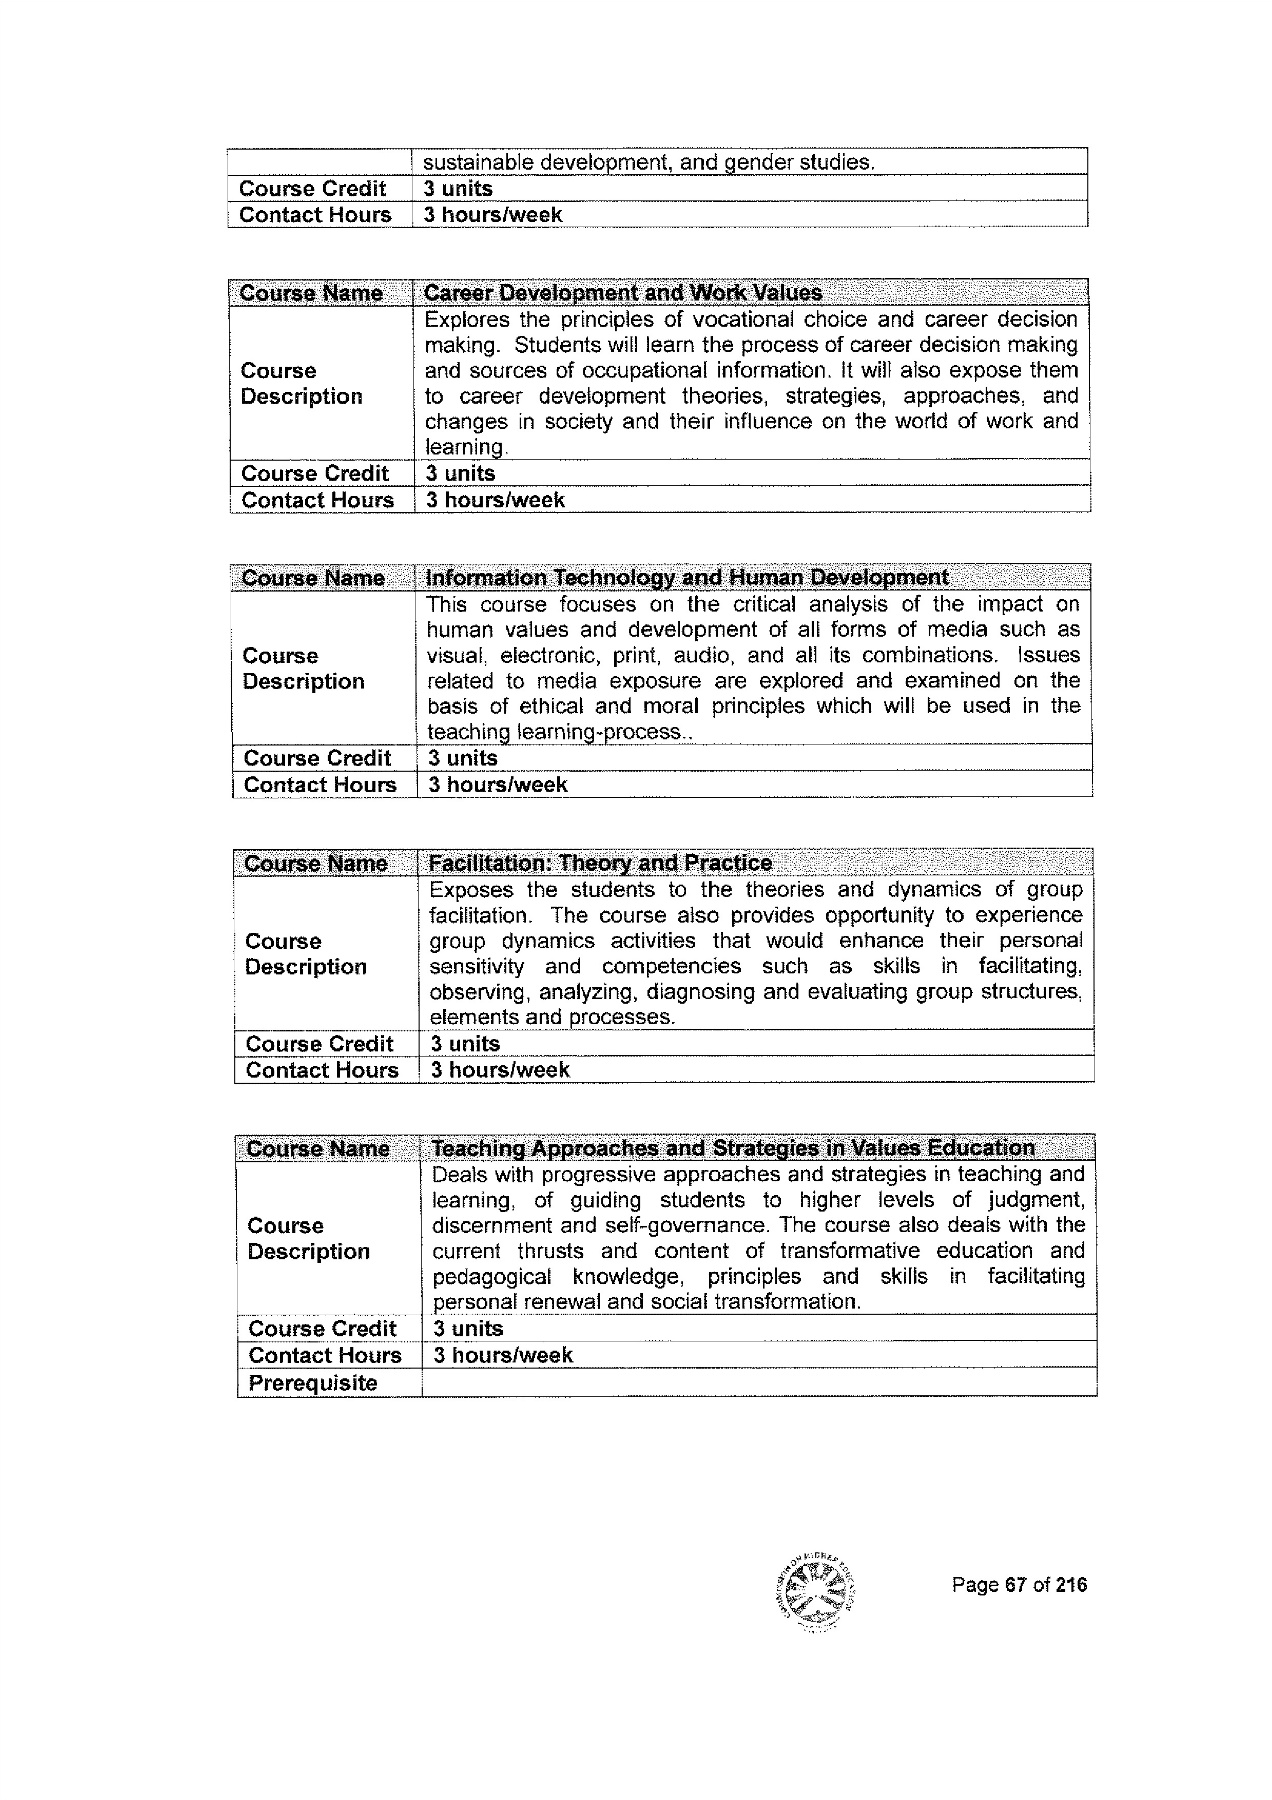 sustainable development, and gender studies.
Course Credit 3 units
Contact Hours 3 hours/week
Course Name Career Development and Work Values
Course Description
Explores the principles of vocational choice and career decision
making. Students will learn the process of career decision making
and sources of occupational information. It will also expose them
to career development theories, strategies, approaches, and
changes in society and their influence on the world of work and
learning.
Course Credit 3 units
Contact Hours 3 hours/week
Course Name Information Technology and Human Development
Course Description
This course focuses on the critical analysis of the impact on
human values and development of all forms of media such as
visual, electronic, print, audio, and all its combinations. Issues
related to media exposure are explored and examined on the
basis of ethical and moral principles which will be used in the
teaching learning-process..
Course Credit 3 units
Contact Hours 3 hours/week
Course Name Facilitation: Theory and Practice
Course Description
Exposes the students to the theories and dynamics of group
facilitation. The course also provides opportunity to experience
group dynamics activities that would enhance their personal
sensitivity and competencies such as skills in facilitating,
observing, analyzing, diagnosing and evaluating group structures,
elements and processes.
Course Credit 3 units
Contact Hours 3 hours/week
Course Name Teaching Approaches and Strategies in Values Education
Course Description
Deals with progressive approaches and strategies in teaching and
learning, of guiding students to higher levels of judgment,
discernment and self-governance. The course also deals with the
current thrusts and content of transformative education and
pedagogical knowledge, principles and skills in facilitating
personal renewal and social transformation.
Course Credit 3 units
Contact Hours 3 hours/week
Prerequisite
Page 67 of 216